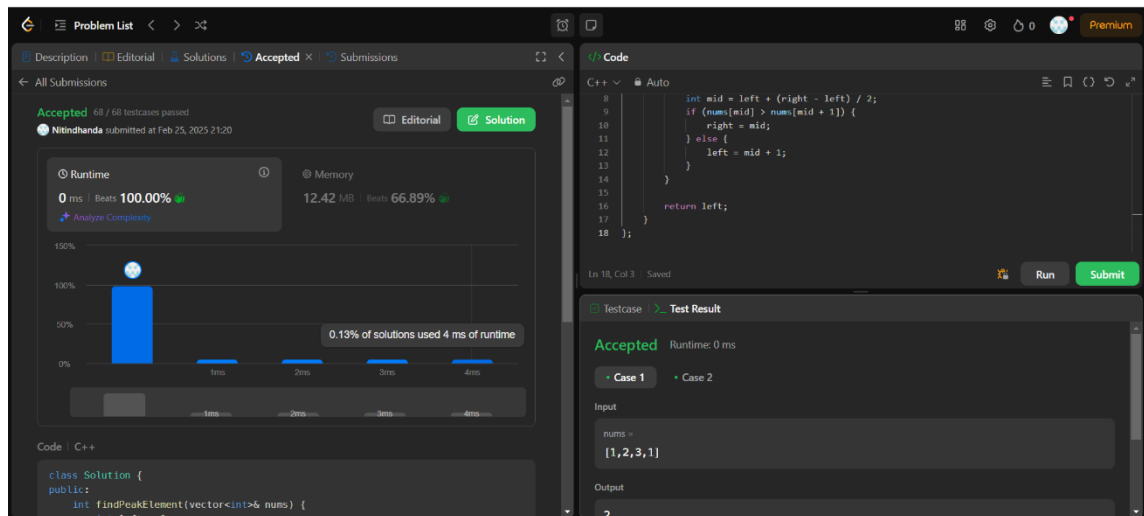 Problem List
0
Premium
Description | Editorial | Solutions | Accepted × | Submissions
All Submissions
Accepted 68 / 68 testcases passed
Nitindhanda submitted at Feb 25, 2025 21:20
Editorial
Solution
Runtime
0 ms | Beats 100.00%
Analyze Complexity
Memory
12.42 MB | Beats 66.89%
150%
100%
50%
0%
0.13% of solutions used 4 ms of runtime
1ms 2ms 3ms 4ms
1ms 2ms 3ms 4ms
Code | C++
class Solution {
public:
int findPeakElement(vector<int>& nums) {
</> Code
C++ Auto
8 int mid = left + (right - left) / 2;
9 if (nums[mid] > nums[mid + 1]) {
10 right = mid;
11 } else {
12 left = mid + 1;
13 }
14 }
15
16 return left;
17 }
18 };
Ln 18, Col 3 | Saved
Run
Submit
Testcase | >_ Test Result
Accepted Runtime: 0 ms
• Case 1 • Case 2
Input
nums =
[1,2,3,1]
Output
2